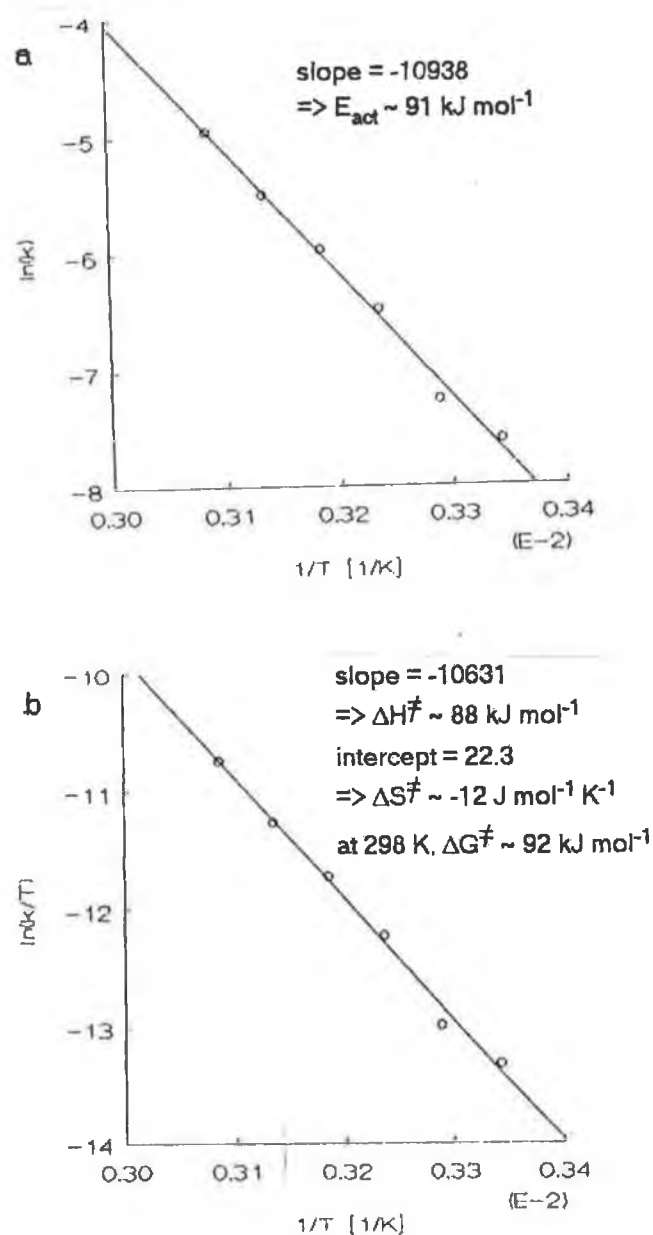 a
slope = -10938
=> E_act ~ 91 kJ mol⁻¹
-4
-5
-6
-7
-8
ln(k)
0.30 0.31 0.32 0.33 0.34
(E-2)
1/T [1/K]
b
slope = -10631
=> ΔH‡ ~ 88 kJ mol⁻¹
intercept = 22.3
=> ΔS‡ ~ -12 J mol⁻¹ K⁻¹
at 298 K, ΔG‡ ~ 92 kJ mol⁻¹
-10
-11
-12
-13
-14
ln(k/T)
0.30 0.31 0.32 0.33 0.34
(E-2)
1/T [1/K]